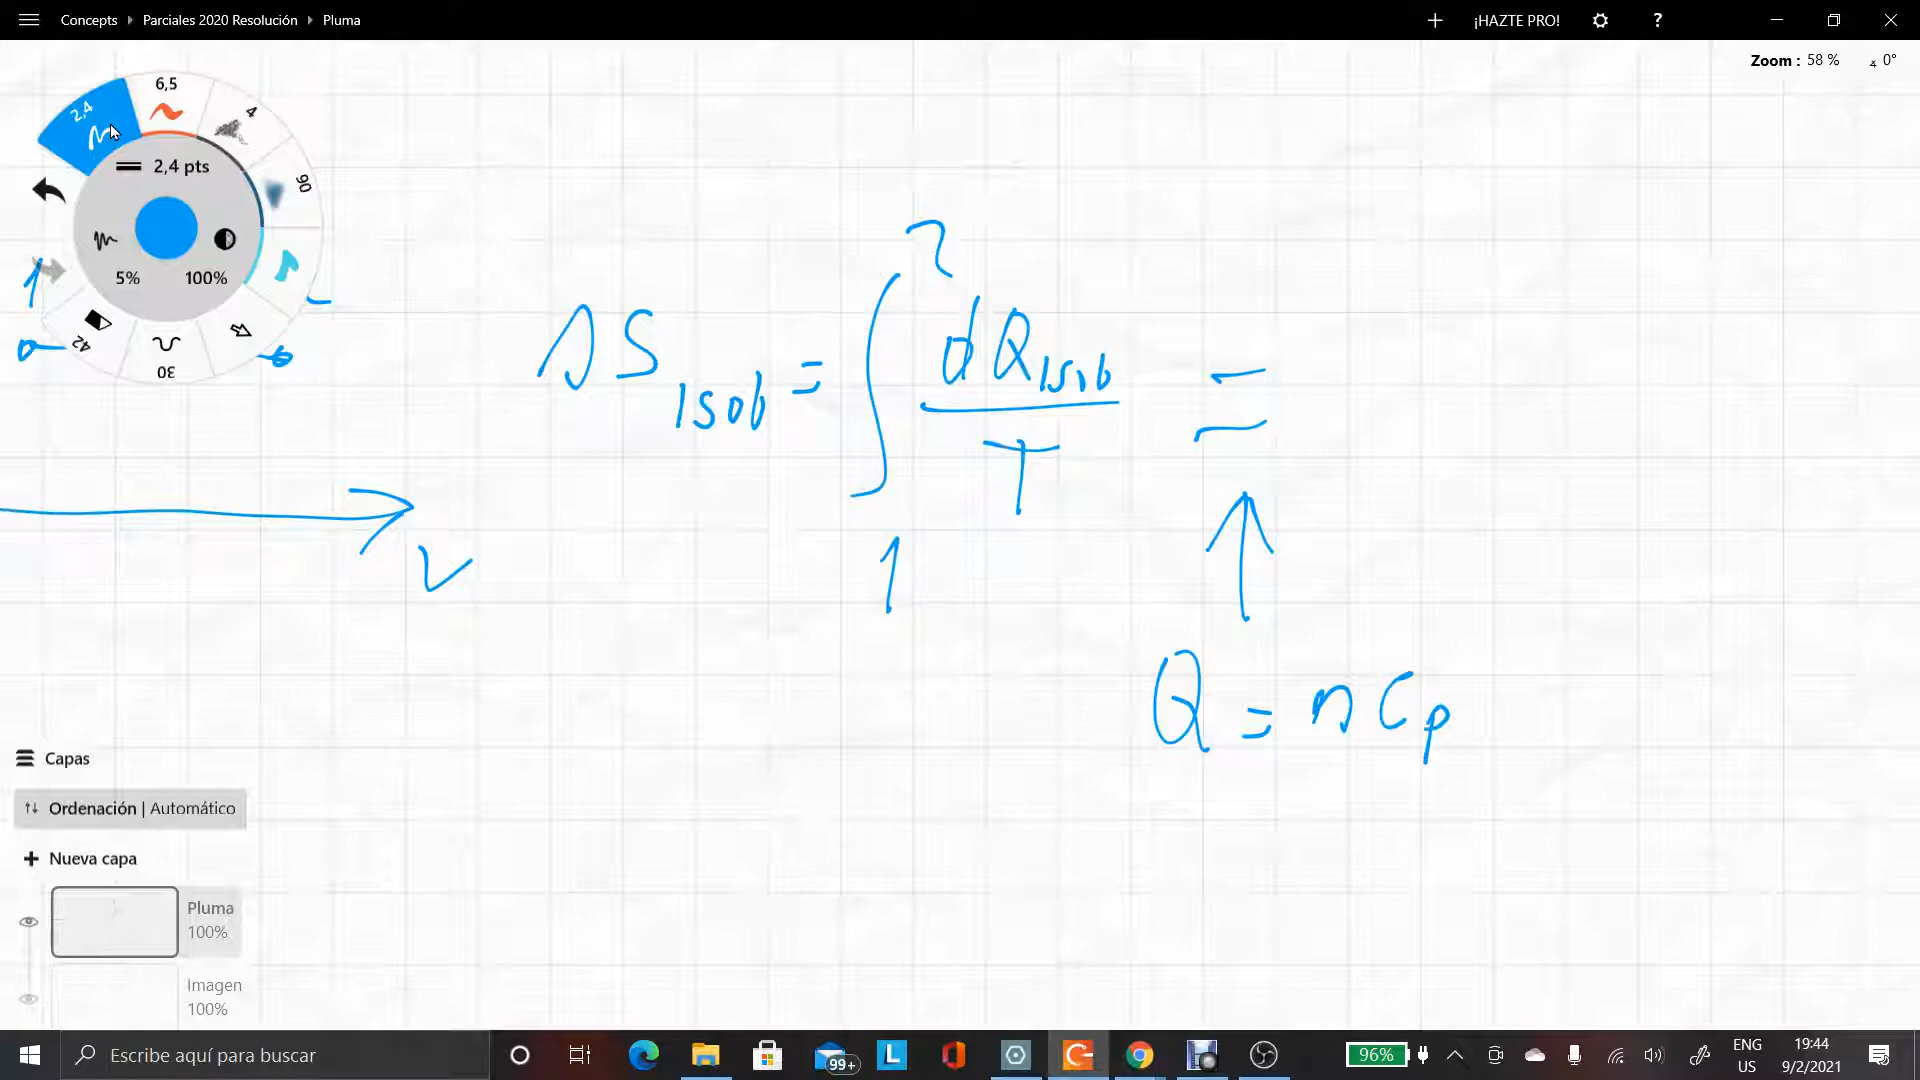 Concepts Parciales 2020 Resolución Pluma
¡HAZTE PRO!
?
Zoom : 58 % 0°
2,4
6,5
4
90
2,4 pts
5% 100%
42
30
1
2
ΔS isob = ∫ dQ isob =
T
1
V
Q = n Cp
Capas
Ordenación | Automático
Nueva capa
Pluma
100%
Imagen
100%
Escribe aquí para buscar
99+
L
96%
ENG
US
19:44
9/2/2021